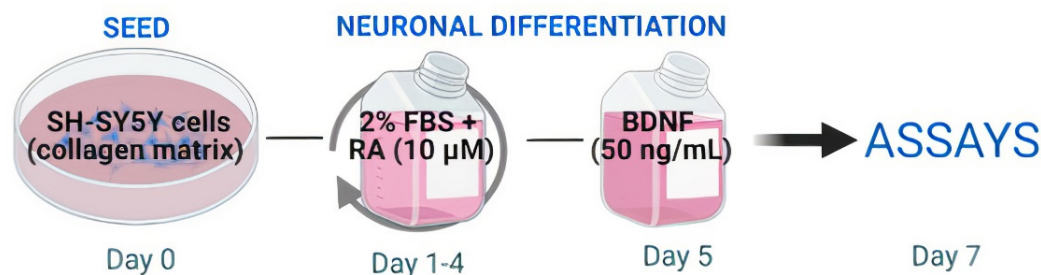 SEED
NEURONAL DIFFERENTIATION
SH-SY5Y cells
(collagen matrix)
2% FBS +
RA (10 µM)
BDNF
(50 ng/mL)
ASSAYS
Day 0
Day 1-4
Day 5
Day 7